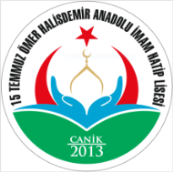 15 TEMMUZ ÖMER HALİSDEMİR ANADOLU İMAM HATİP LİSESİ
CANİK
2013